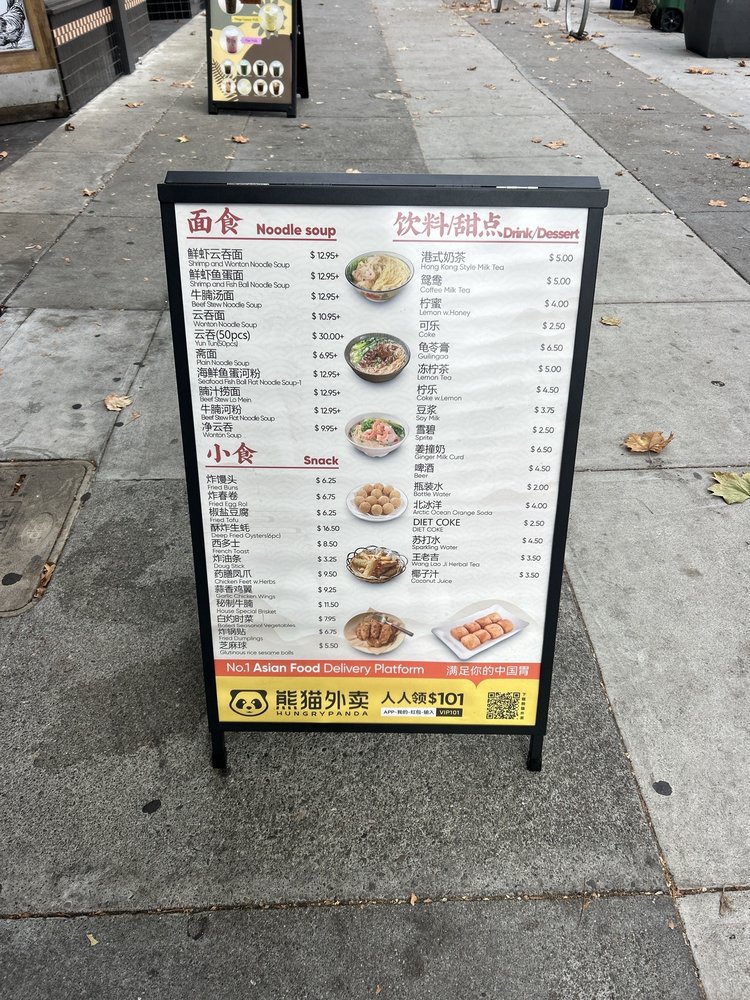 面食 Noodle soup
鲜虾云吞面 $ 12.95+
Shrimp and Wonton Noodle Soup
鲜虾鱼蛋面 $ 12.95+
Shrimp and Fish Ball Noodle Soup
牛腩汤面 $ 12.95+
Beef Stew Noodle Soup
云吞面 $ 10.95+
Wonton Noodle Soup
云吞(50pcs) $ 30.00+
Yun Tun(50pcs)
斋面 $ 6.95+
Plain Noodle Soup
海鲜鱼蛋河粉 $ 12.95+
Seafood Fish Ball Flat Noodle Soup-1
腩汁捞面 $ 12.95+
Beef Stew Lo Mein
牛腩河粉 $ 12.95+
Beef Stew Flat Noodle Soup
净云吞 $ 9.95+
Wonton Soup
小食 Snack
炸馒头 $ 6.25
Fried Buns
炸春卷 $ 6.75
Fried Egg Rol
椒盐豆腐 $ 6.25
Fried Tofu
酥炸生蚝 $ 16.50
Deep Fried Oysters(6pc)
西多士 $ 8.50
French Toast
炸油条 $ 3.25
Doug Stick
药膳凤爪 $ 9.50
Chicken Feet w.Herbs
蒜香鸡翼 $ 9.25
Garlic Chicken Wings
秘制牛腩 $ 11.50
House Special Brisket
白灼时菜 $ 7.95
Boiled Seasonal Vegetables
炸锅贴 $ 6.75
Fried Dumplings
芝麻球 $ 5.50
Glutinous rice sesame balls
饮料/甜点 Drink/Dessert
港式奶茶 $ 5.00
Hong Kong Style Milk Tea
鸳鸯 $ 5.00
Coffee Milk Tea
柠蜜 $ 4.00
Lemon w.Honey
可乐 $ 2.50
Coke
龟苓膏 $ 6.50
Guilingao
冻柠茶 $ 5.00
Lemon Tea
柠乐 $ 4.50
Coke w.Lemon
豆浆 $ 3.75
Soy Milk
雪碧 $ 2.50
Sprite
姜撞奶 $ 6.50
Ginger Milk Curd
啤酒 $ 4.50
Beer
瓶装水 $ 2.00
Bottle Water
北冰洋 $ 4.00
Arctic Ocean Orange Soda
DIET COKE $ 2.50
DIET COKE
苏打水 $ 4.50
Sparkling Water
王老吉 $ 3.50
Wang Lao Ji Herbal Tea
椰子汁 $ 3.50
Coconut Juice
No.1 Asian Food Delivery Platform 满足你的中国胃
熊猫外卖 人人领$101
HUNGRYPANDA APP-我的-红包-输入 VIP101